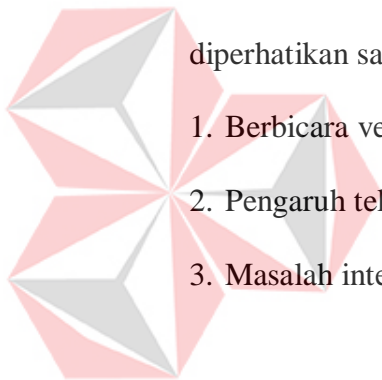 diperhatikan sa
1. Berbicara ve
2. Pengaruh tel
3. Masalah inte